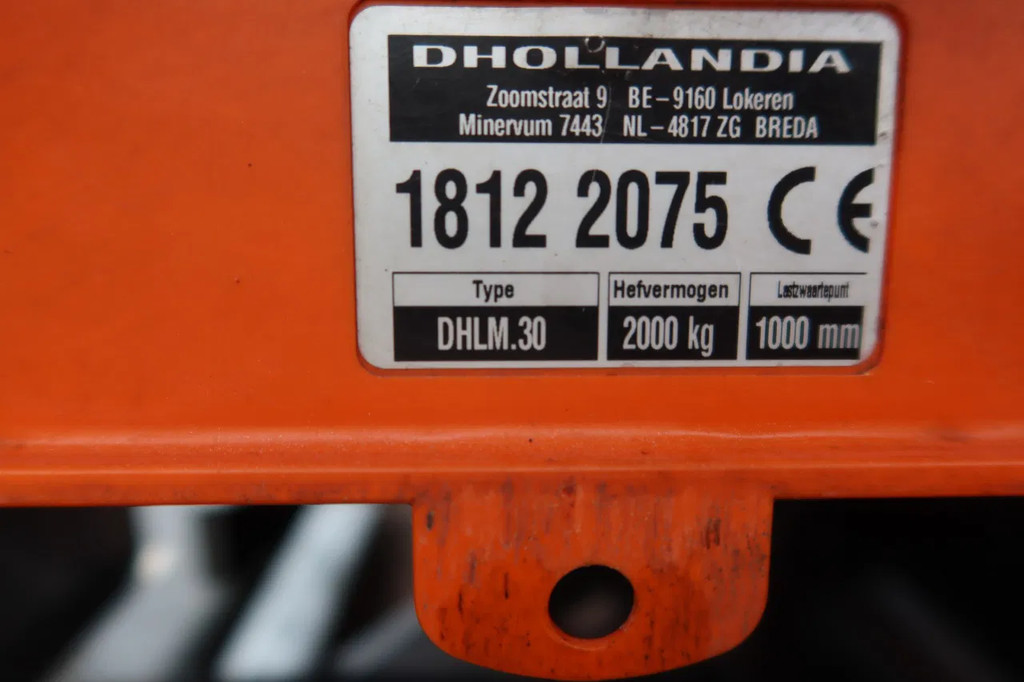 DHOLLANDIA
Zoomstraat 9 BE-9160 Lokeren
Minervum 7443 NL-4817 ZG BREDA
1812 2075 CE
Type Hefvermogen Lastzwaartepunt
DHLM.30 2000 kg 1000 mm